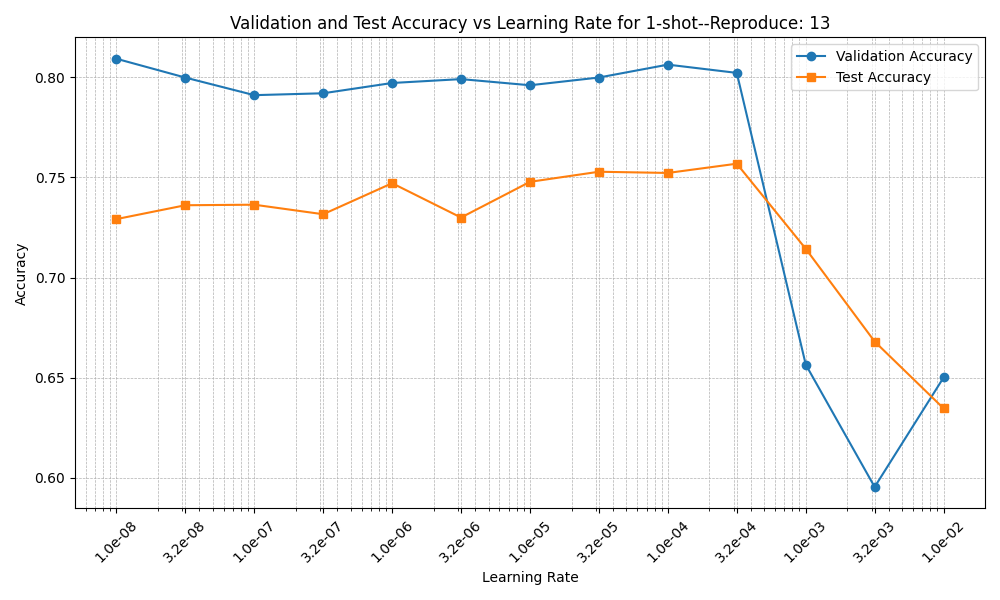 Validation and Test Accuracy vs Learning Rate for 1-shot--Reproduce: 13
Validation Accuracy
Test Accuracy
Accuracy
0.80
0.75
0.70
0.65
0.60
1.0e-08
3.2e-08
1.0e-07
3.2e-07
1.0e-06
3.2e-06
1.0e-05
3.2e-05
1.0e-04
3.2e-04
1.0e-03
3.2e-03
1.0e-02
Learning Rate